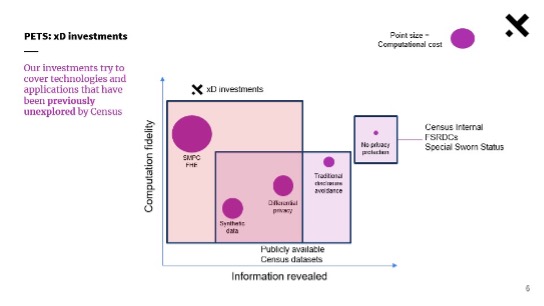 PETS: xD investments
Our investments try to
cover technologies and
applications that have
been previously
unexplored by Census
Point size ~
Computational cost
xD investments
Computation fidelity
SMPC
FHE
Synthetic
data
Differential
privacy
Traditional
disclosure
avoidance
No privacy
protection
Census Internal
FSRDCs
Special Sworn Status
Publicly available
Census datasets
Information revealed
6